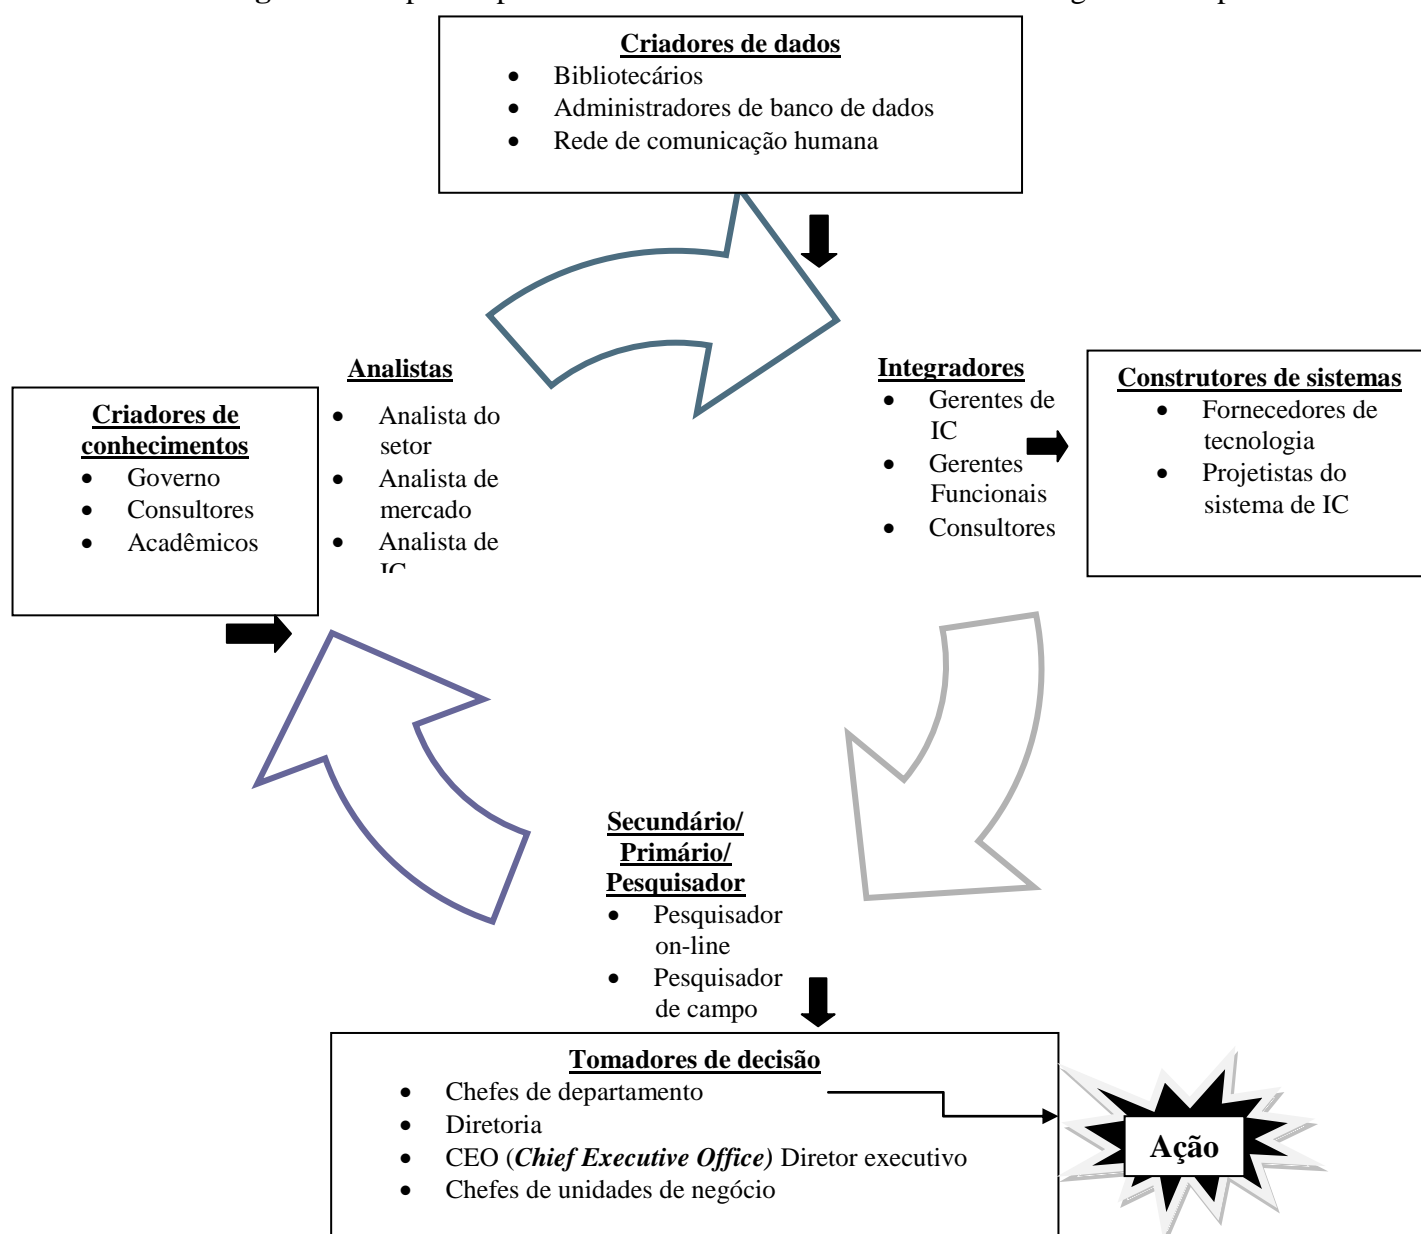 Criadores de dados
• Bibliotecários
• Administradores de banco de dados
• Rede de comunicação humana
Analistas
• Analista do
setor
• Analista de
mercado
• Analista de
IC
Integradores
• Gerentes de
IC
• Gerentes
Funcionais
• Consultores
Construtores de sistemas
• Fornecedores de
tecnologia
• Projetistas do
sistema de IC
Criadores de
conhecimentos
• Governo
• Consultores
• Acadêmicos
Secundário/
Primário/
Pesquisador
• Pesquisador
on-line
• Pesquisador
de campo
Tomadores de decisão
• Chefes de departamento
• Diretoria
• CEO (Chief Executive Office) Diretor executivo
• Chefes de unidades de negócio
Ação